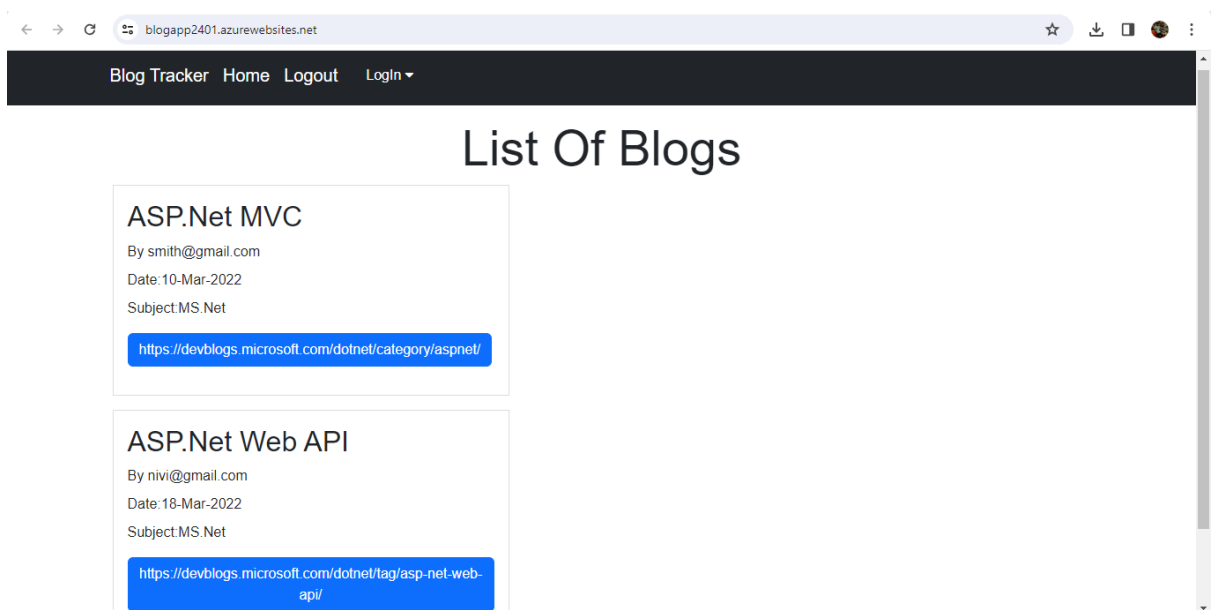 blogapp2401.azurewebsites.net
Blog Tracker Home Logout LogIn
List Of Blogs
ASP.Net MVC
By smith@gmail.com
Date:10-Mar-2022
Subject:MS.Net
https://devblogs.microsoft.com/dotnet/category/aspnet/
ASP.Net Web API
By nivi@gmail.com
Date:18-Mar-2022
Subject:MS.Net
https://devblogs.microsoft.com/dotnet/tag/asp-net-web-
api/